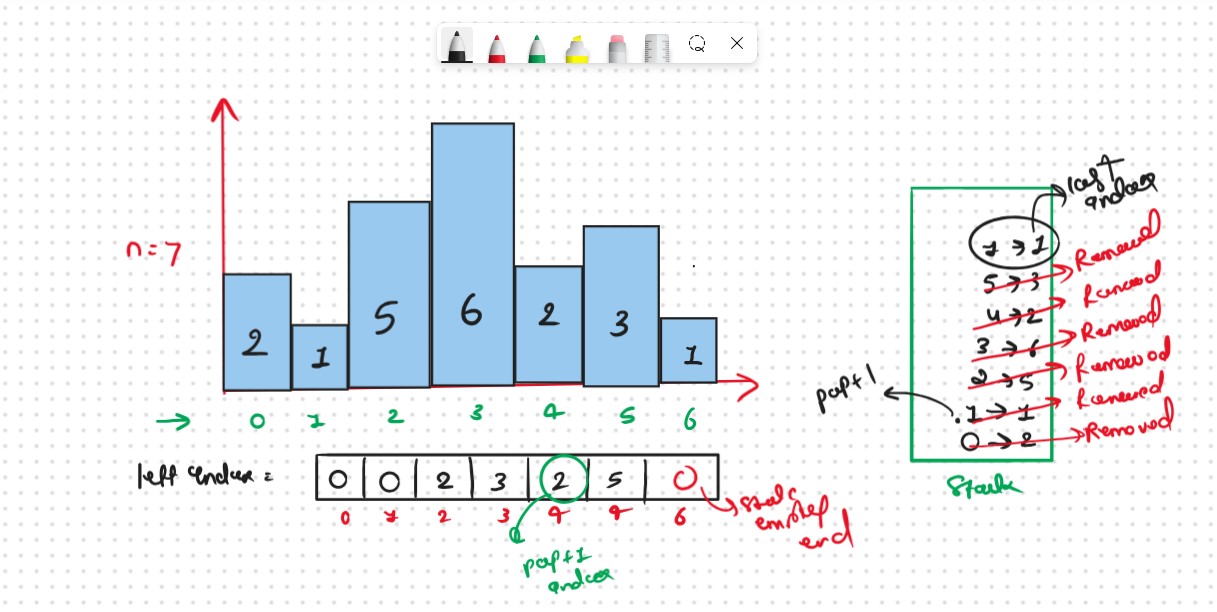 n=7
2
1
5
6
2
3
1
0 1 2 3 4 5 6
left index =
0 0 2 3 2 5 0
0 1 2 3 4 4 6
pop+1
index
stack
empty
end
last
index
7 → 1
5 → 3 Removed
4 → 2 Removed
3 → 6 Removed
2 → 5 Removed
1 → 1 Removed
0 → 2 Removed
pop+1
Stack